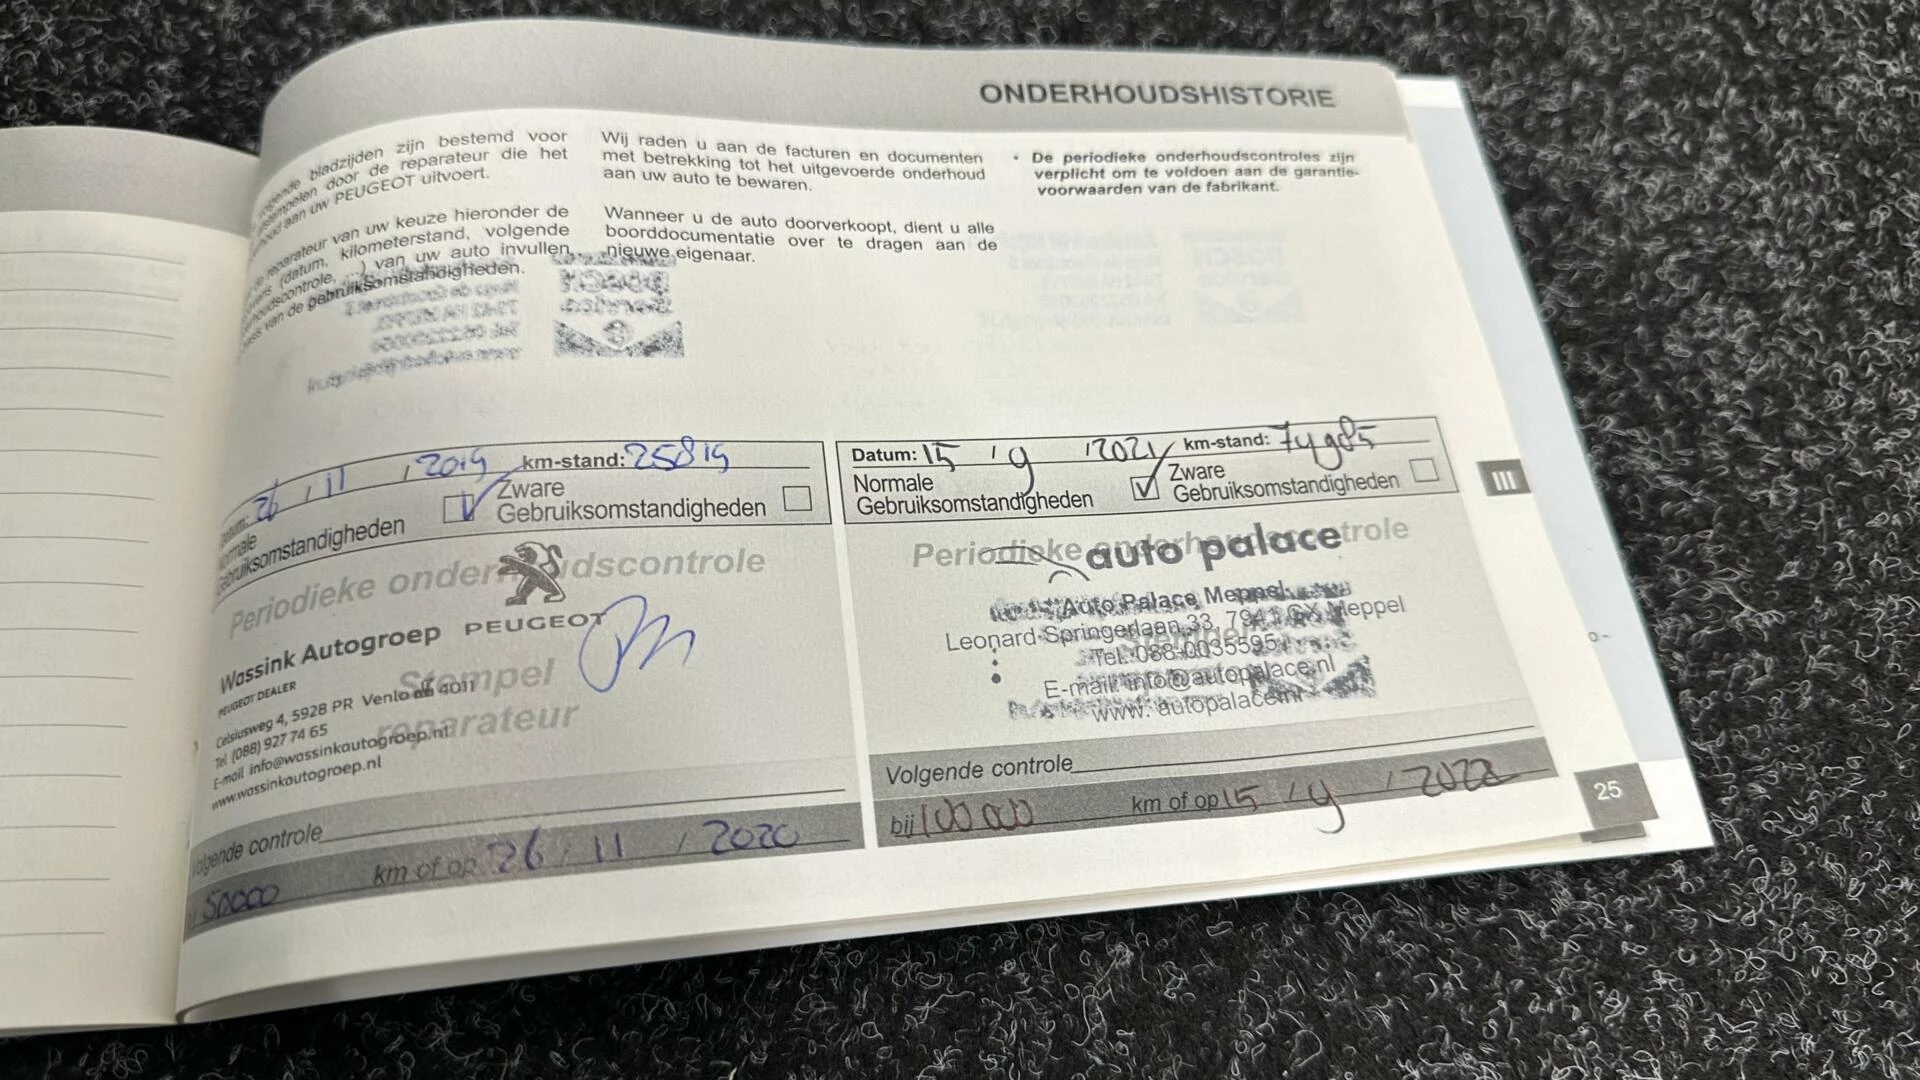 ONDERHOUDSHISTORIE
bladzijden zijn bestemd voor
door de reparateur die het
aan uw PEUGEOT uitvoert.
reparateur van uw keuze hieronder de
(datum, kilometerstand, volgende
...) van uw auto invullen
van de gebruiksomstandigheden.
Wij raden u aan de facturen en documenten
met betrekking tot het uitgevoerde onderhoud
aan uw auto te bewaren.
Wanneer u de auto doorverkoopt, dient u alle
boorddocumentatie over te dragen aan de
nieuwe eigenaar.
• De periodieke onderhoudscontroles zijn
verplicht om te voldoen aan de garantie-
voorwaarden van de fabrikant.
26 / 11 / 2019 km-stand: 25819
Zware
Gebruiksomstandigheden Gebruiksomstandigheden
Periodieke onderhoudscontrole
PEUGEOT
Wassink Autogroep
PEUGEOT DEALER
Stempel
Celsiusweg 4, 5928 PR Venlo 4011
reparateur
Tel (088) 927 74 65
E-mail info@wassinkautogroep.nl
www.wassinkautogroep.nl
Volgende controle
50000 km of op 26 / 11 / 2020
Datum: 15 / 9 / 2021 km-stand: 74985
Normale Zware
Gebruiksomstandigheden Gebruiksomstandigheden
Periodieke onderhoudscontrole
auto palace
Auto Palace Meppel
Leonard Springerlaan 33, 7941 GX Meppel
Tel. 088-0035595
E-mail: info@autopalace.nl
www. autopalace.nl
Volgende controle
bij 100 000 km of op 15 / 9 / 2022
III
25